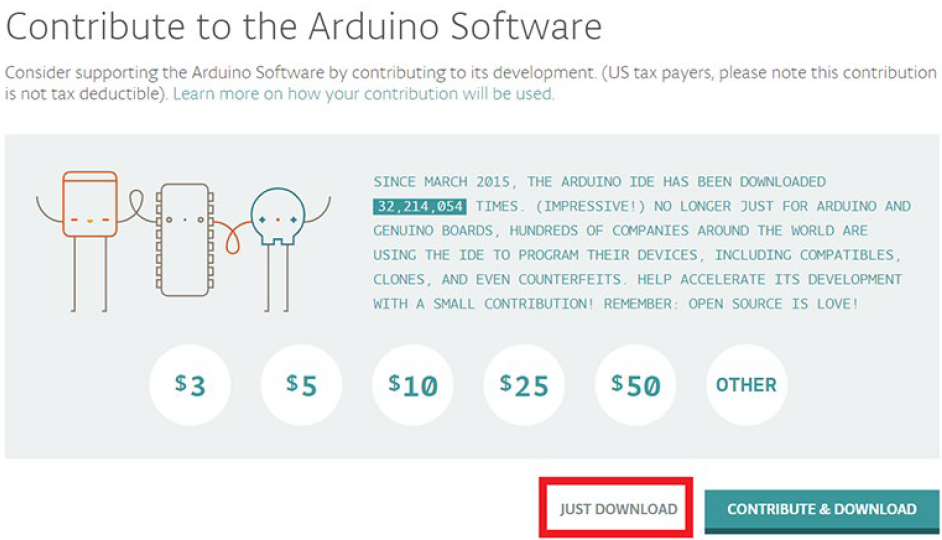 Contribute to the Arduino Software
Consider supporting the Arduino Software by contributing to its development. (US tax payers, please note this contribution
is not tax deductible). Learn more on how your contribution will be used.
SINCE MARCH 2015, THE ARDUINO IDE HAS BEEN DOWNLOADED
32,214,054 TIMES. (IMPRESSIVE!) NO LONGER JUST FOR ARDUINO AND
GENUINO BOARDS, HUNDREDS OF COMPANIES AROUND THE WORLD ARE
USING THE IDE TO PROGRAM THEIR DEVICES, INCLUDING COMPATIBLES,
CLONES, AND EVEN COUNTERFEITS. HELP ACCELERATE ITS DEVELOPMENT
WITH A SMALL CONTRIBUTION! REMEMBER: OPEN SOURCE IS LOVE!
$3 $5 $10 $25 $50 OTHER
JUST DOWNLOAD CONTRIBUTE & DOWNLOAD